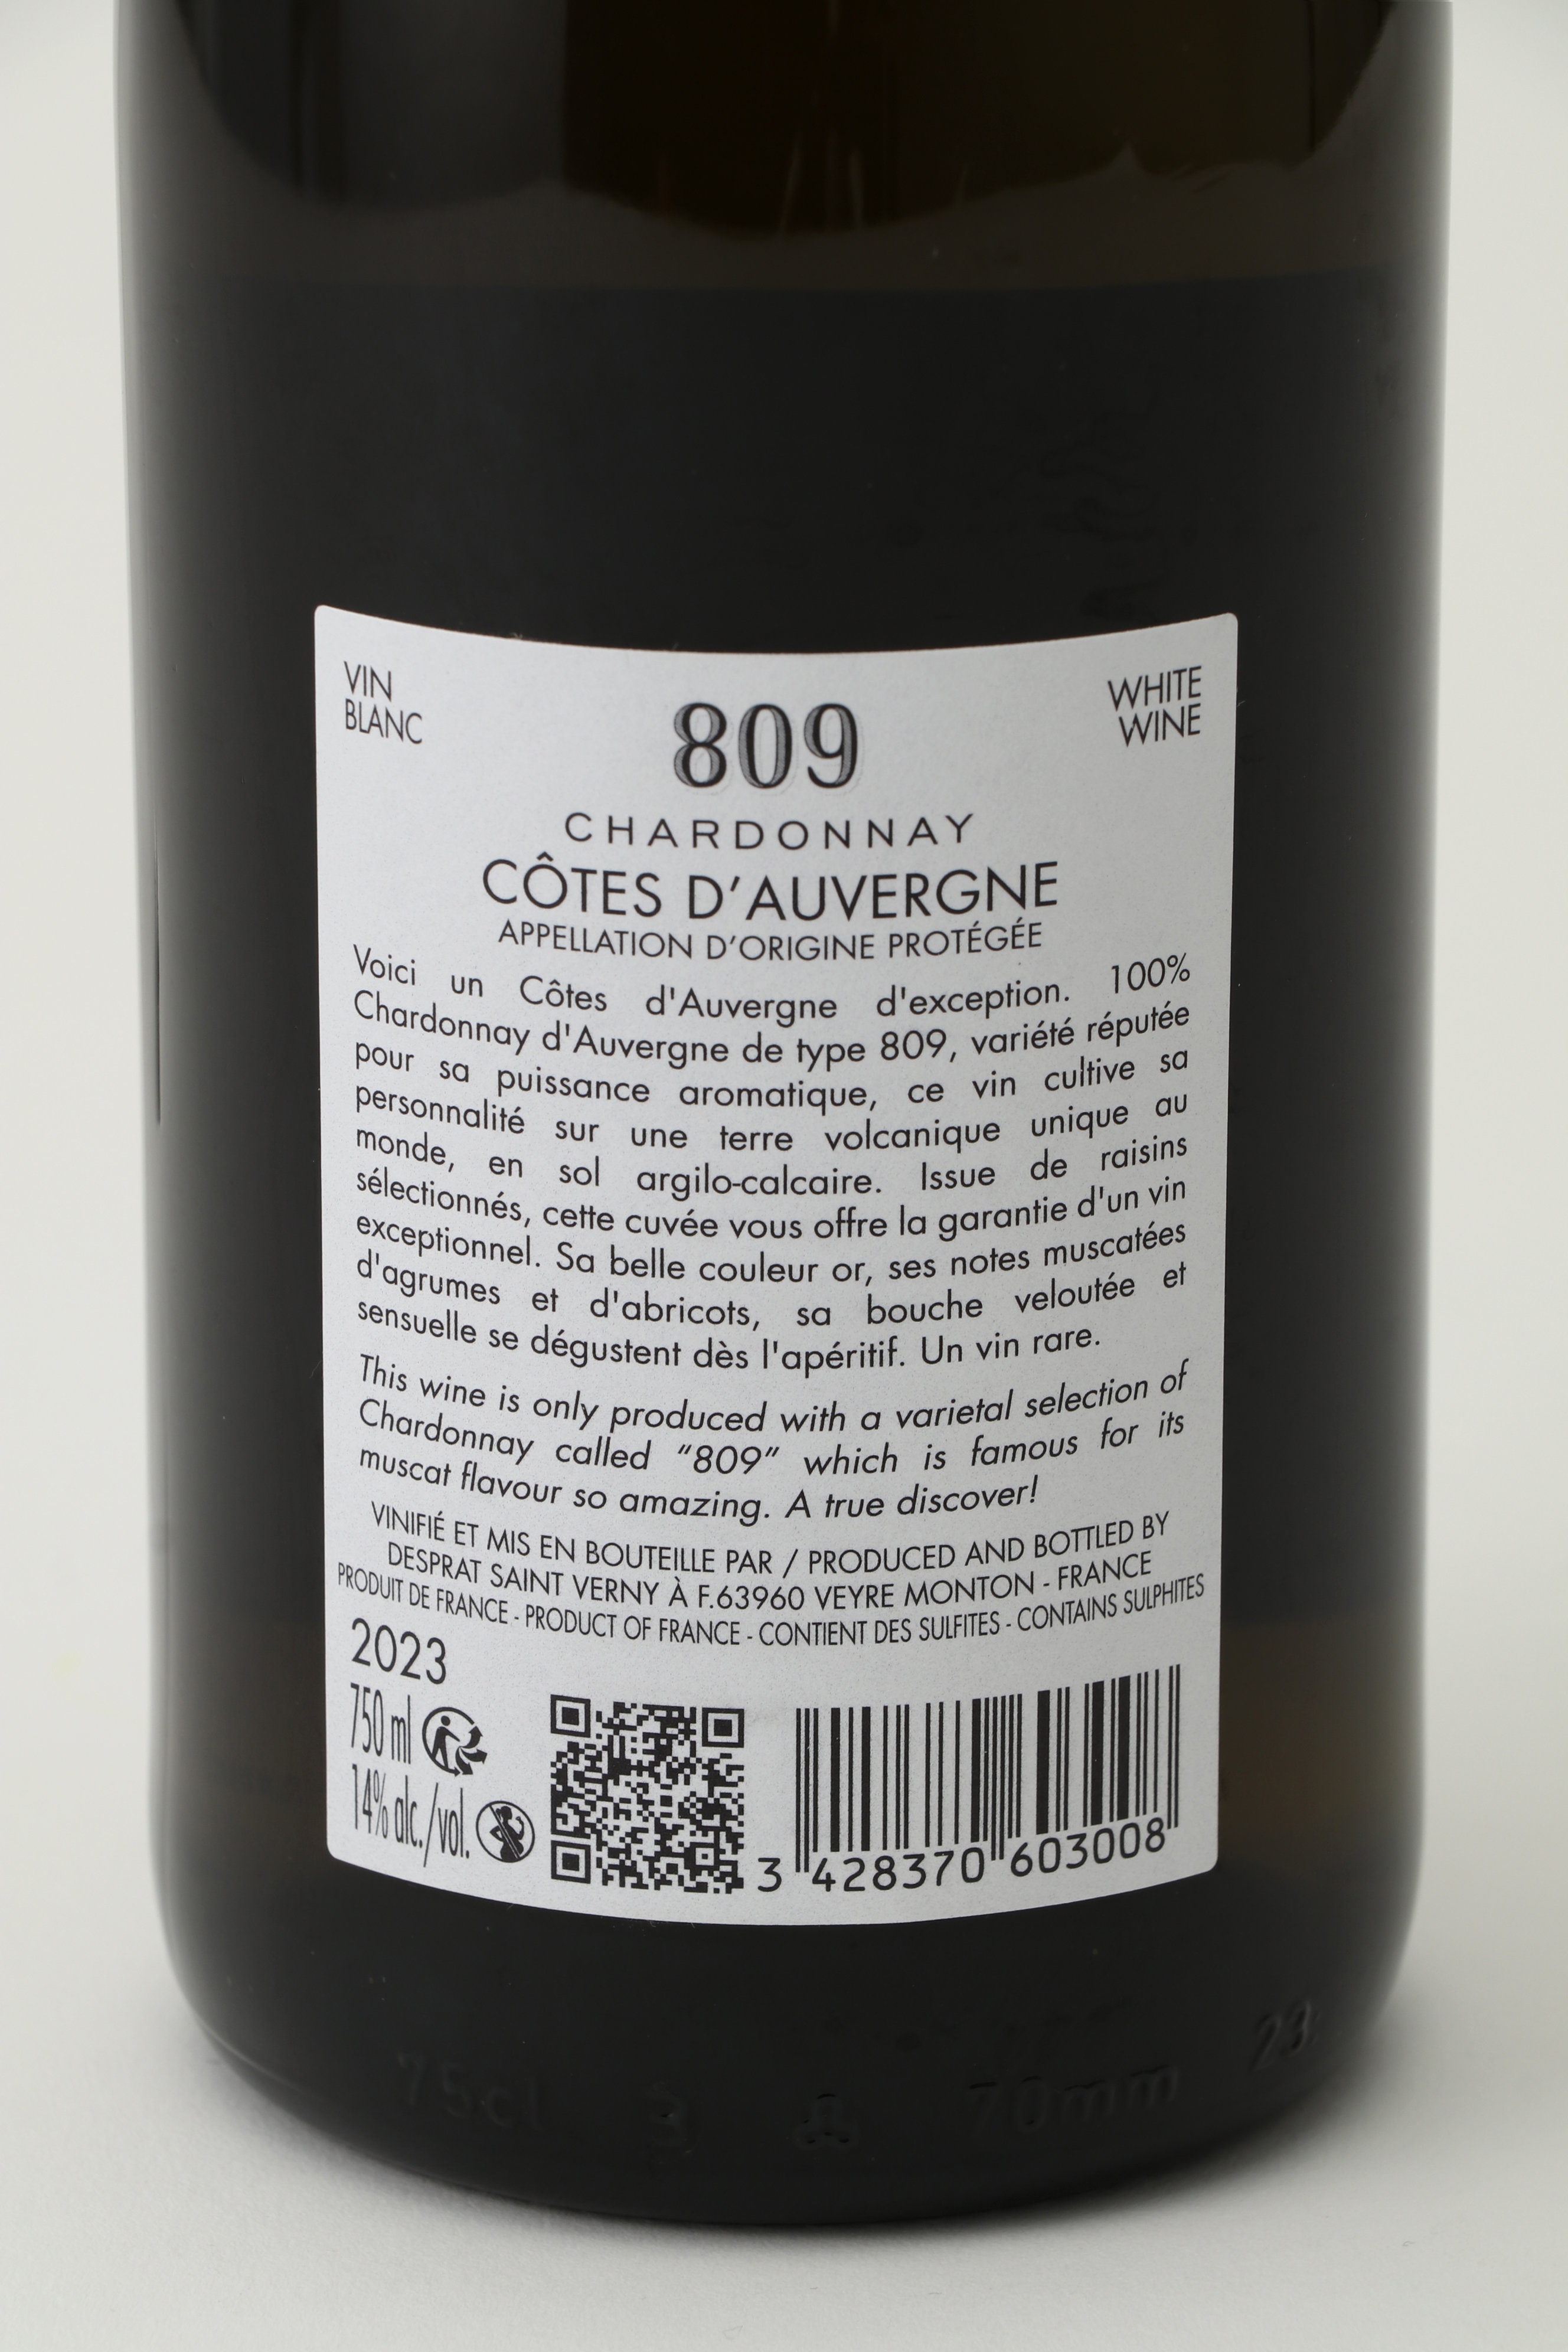 VIN
BLANC
WHITE
WINE
809
CHARDONNAY
CÔTES D'AUVERGNE
APPELLATION D'ORIGINE PROTÉGÉE
Voici un Côtes d'Auvergne d'exception. 100%
Chardonnay d'Auvergne de type 809, variété réputée
pour sa puissance aromatique, ce vin cultive sa
personnalité sur une terre volcanique unique au
monde, en sol argilo-calcaire. Issue de raisins
sélectionnés, cette cuvée vous offre la garantie d'un vin
exceptionnel. Sa belle couleur or, ses notes muscatées
d'agrumes et d'abricots, sa bouche veloutée et
sensuelle se dégustent dès l'apéritif. Un vin rare.
This wine is only produced with a varietal selection of
Chardonnay called “809” which is famous for its
muscat flavour so amazing. A true discover!
VINIFIÉ ET MIS EN BOUTEILLE PAR / PRODUCED AND BOTTLED BY
DESPRAT SAINT VERNY À F.63960 VEYRE MONTON - FRANCE
PRODUIT DE FRANCE - PRODUCT OF FRANCE - CONTIENT DES SULFITES - CONTAINS SULPHITES
2023
750 ml
14% alc./vol.
3 428370 603008
75cl 3 70mm 23